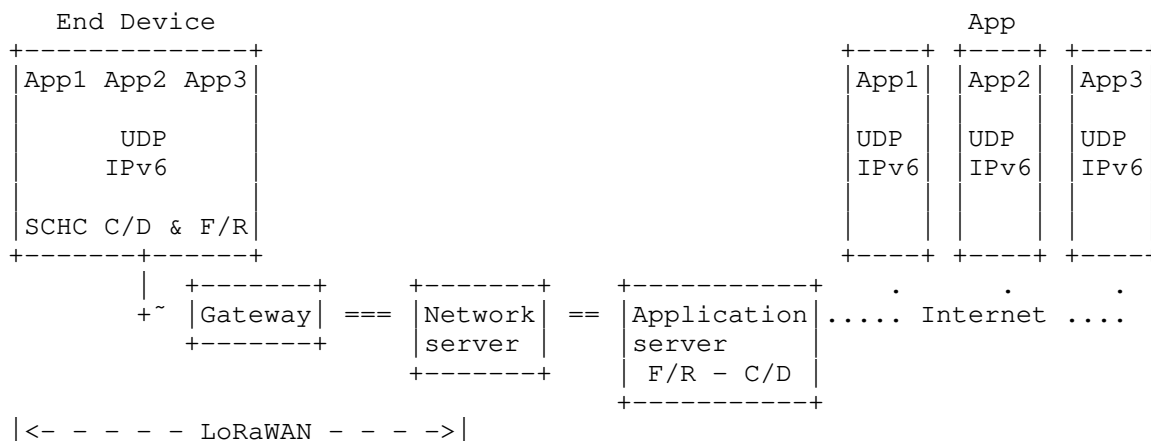 End Device App
App1 App2 App3 App1 App2 App3
UDP UDP UDP UDP
IPv6 IPv6 IPv6 IPv6
SCHC C/D & F/R
+~ Gateway === Network == Application ..... Internet ....
server server
F/R - C/D
|<- - - - - LoRaWAN - - - ->|